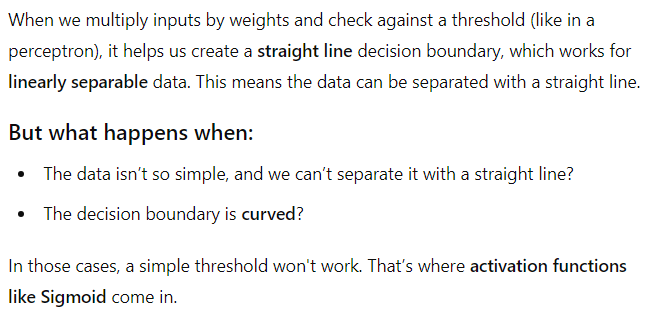 When we multiply inputs by weights and check against a threshold (like in a
perceptron), it helps us create a straight line decision boundary, which works for
linearly separable data. This means the data can be separated with a straight line.
But what happens when:
• The data isn’t so simple, and we can’t separate it with a straight line?
• The decision boundary is curved?
In those cases, a simple threshold won't work. That’s where activation functions
like Sigmoid come in.